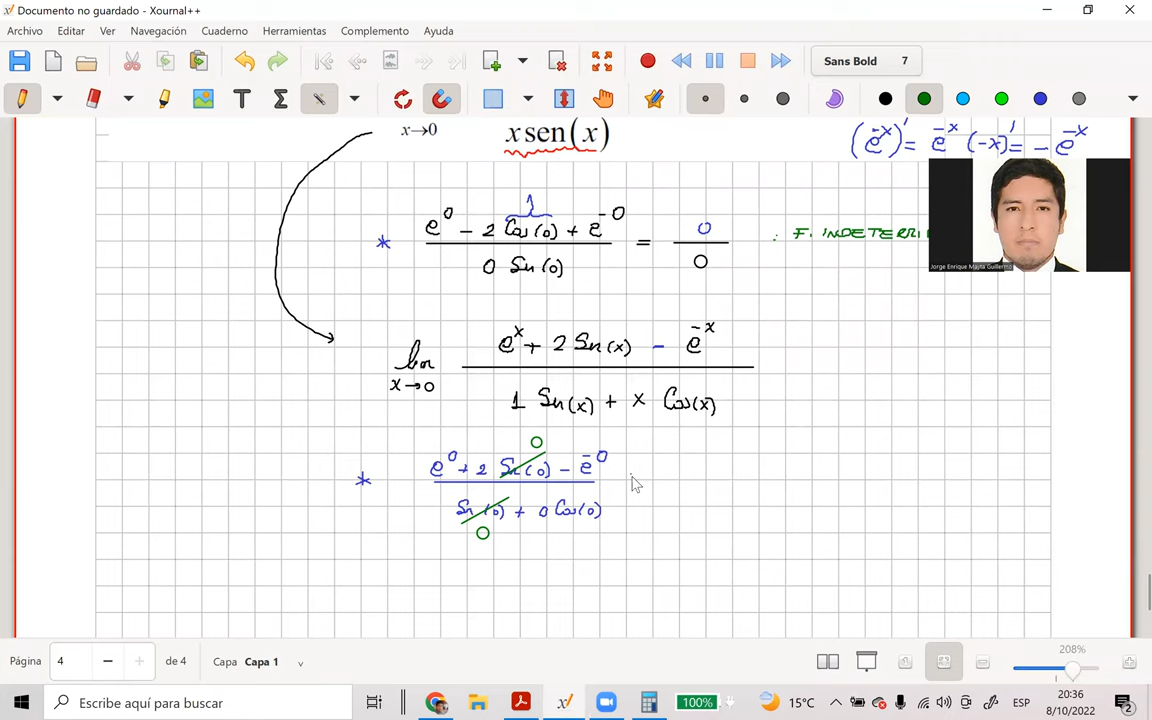 Documento no guardado - Xournal++
Archivo Editar Ver Navegación Cuaderno Herramientas Complemento Ayuda
Sans Bold 7
x→0 x sen(x)
(e^-x)' = e^-x (-x)' = - e^-x
1
* e^0 - 2 Cos(0) + e^-0 / 0 Sn(0) = 0 / 0 ∴ F. INDETERRI
Jorge Enrique Mayta Guillermo
lim x→0 e^x + 2 Sn(x) - e^-x / 1 Sn(x) + x Cos(x)
0
* e^0 + 2 Sn(0) - e^-0 / Sn(0) + 0 Cos(0)
0
Página 4 de 4 Capa Capa 1 208%
Escribe aquí para buscar 100% 15°C ESP 20:36
8/10/2022 2